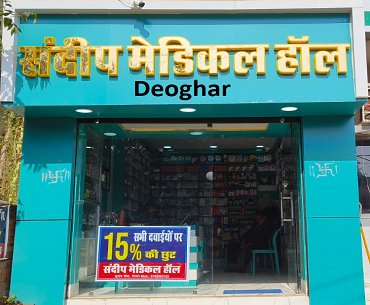 संदीप मेडिकल हॉल
Deoghar
सभी दवाईयों पर
15% की छुट
संदीप मेडिकल हॉल